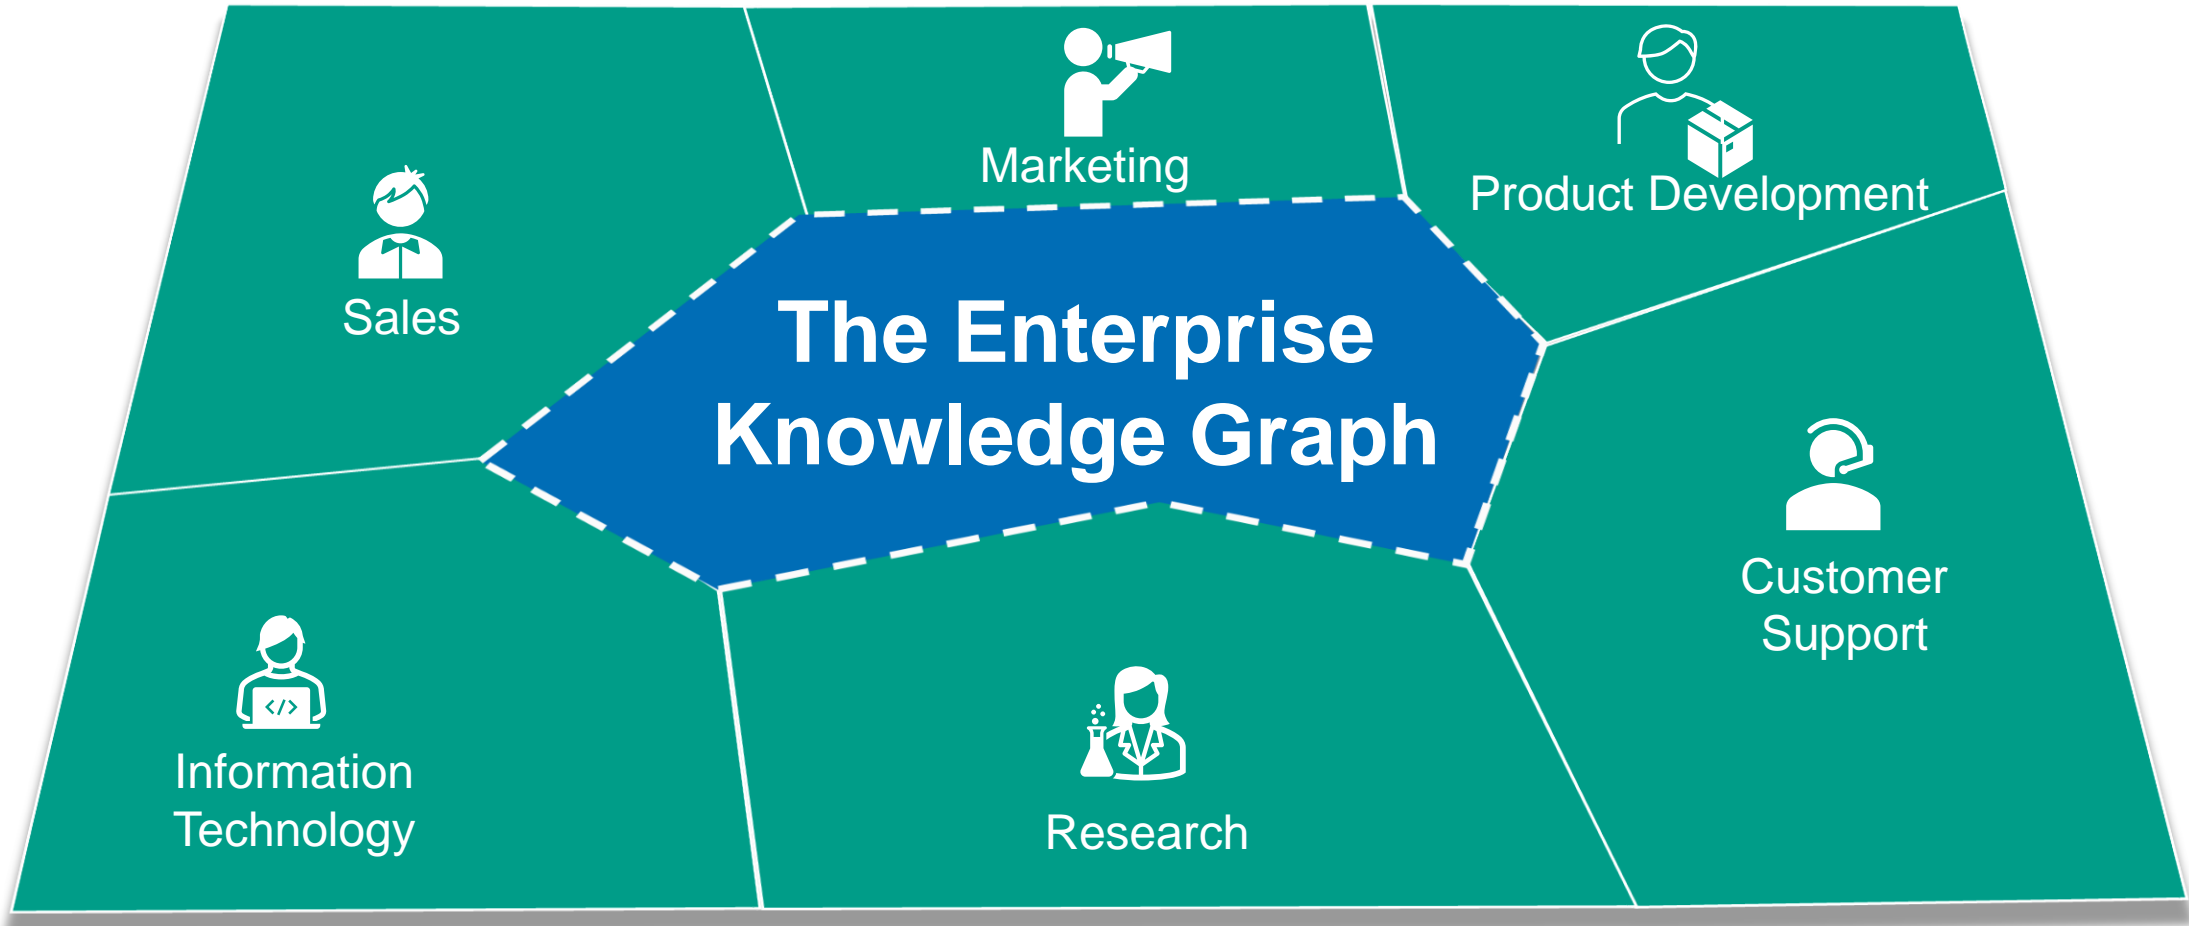 Marketing
Product Development
Sales
The Enterprise
Knowledge Graph
Customer
Support
</>
Information
Technology
Research